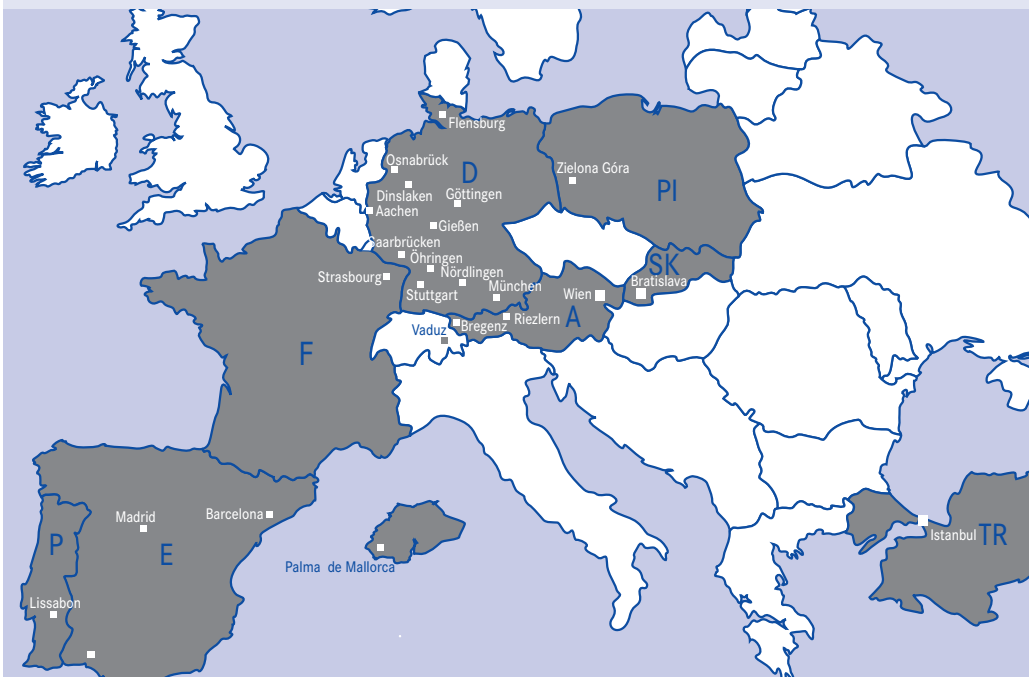 Flensburg
Osnabrück
D
Zielona Góra
PI
Dinslaken
Göttingen
Aachen
Gießen
Saarbrücken
Öhringen
SK
Strasbourg
Nördlingen
Bratislava
Stuttgart
München
Wien
A
Riezlern
Vaduz
Bregenz
F
Barcelona
Madrid
P
E
Istanbul
TR
Palma de Mallorca
Lissabon